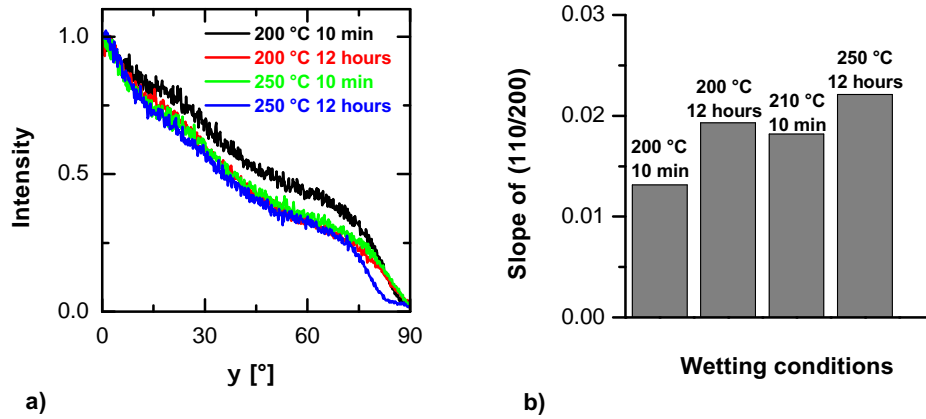 1.0
0.5
0.0
Intensity
200 °C 10 min
200 °C 12 hours
250 °C 10 min
250 °C 12 hours
0
30
60
90
y [°]
a)
0.03
0.02
0.01
0.00
Slope of (110/200)
200 °C
10 min
200 °C
12 hours
210 °C
10 min
250 °C
12 hours
Wetting conditions
b)